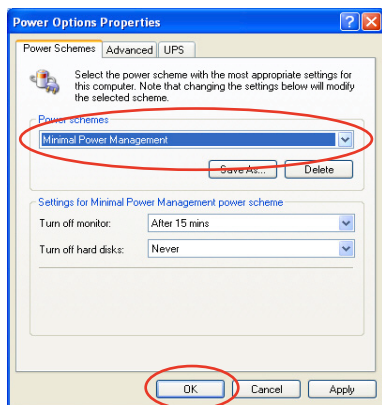 Power Options Properties
Power Schemes Advanced UPS
Select the power scheme with the most appropriate settings for
this computer. Note that changing the settings below will modify
the selected scheme.
Power schemes
Minimal Power Management
Save As... Delete
Settings for Minimal Power Management power scheme
Turn off monitor: After 15 mins
Turn off hard disks: Never
OK Cancel Apply